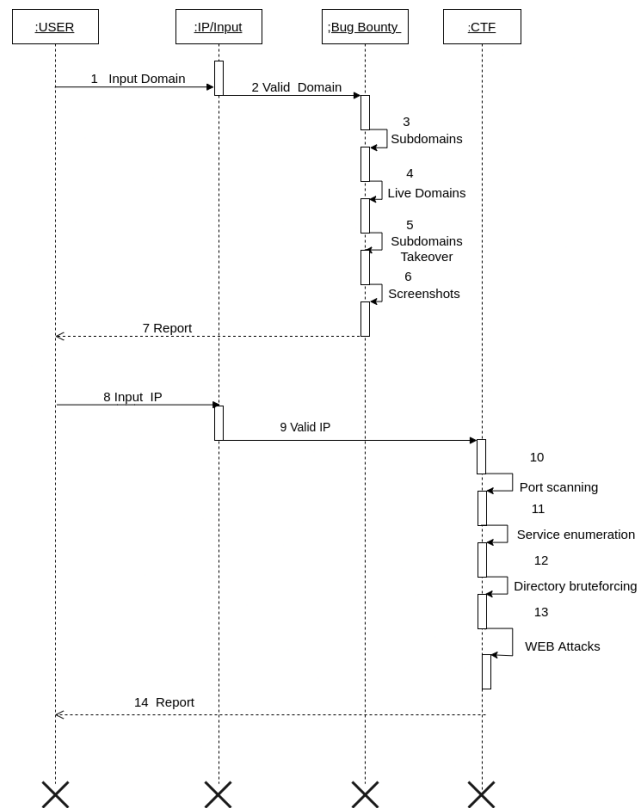 :USER
:IP/Input
:Bug Bounty
:CTF
1 Input Domain
2 Valid Domain
3
Subdomains
4
Live Domains
5
Subdomains
Takeover
6
Screenshots
7 Report
8 Input IP
9 Valid IP
10
Port scanning
11
Service enumeration
12
Directory bruteforcing
13
WEB Attacks
14 Report